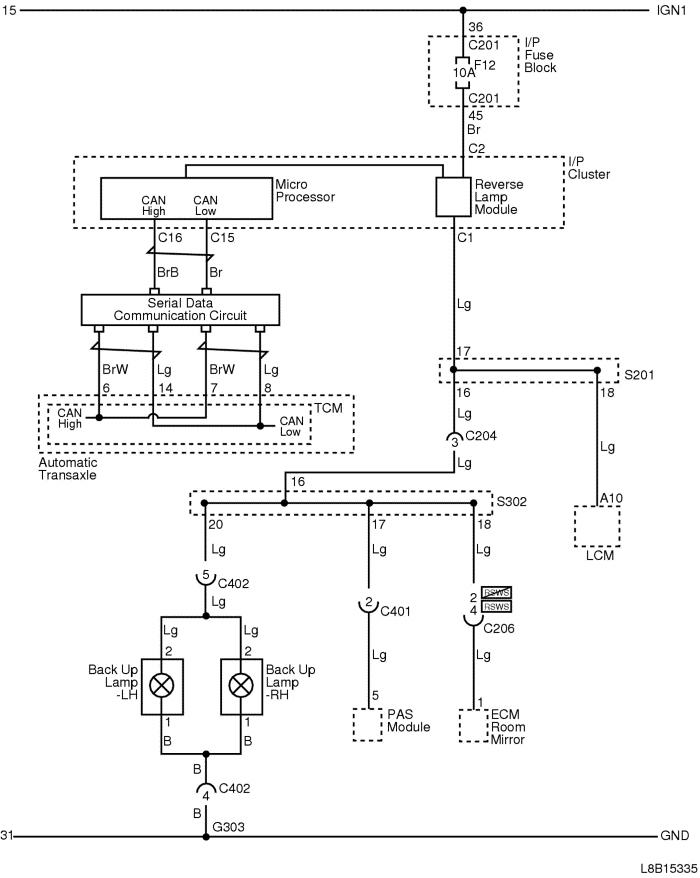 15
IGN1
36
C201
I/P
Fuse
Block
F12
10A
C201
45
Br
C2
I/P
Cluster
Micro
Processor
Reverse
Lamp
Module
CAN
High
CAN
Low
C16
C15
C1
BrB
Br
Serial Data
Communication Circuit
Lg
BrW
Lg
BrW
Lg
6
14
7
8
17
S201
16
18
TCM
CAN
High
CAN
Low
Automatic
Transaxle
Lg
3
C204
Lg
Lg
16
S302
A10
LCM
20
17
18
Lg
Lg
Lg
5
C402
Lg
2
C401
2
RSWS
4
RSWS
C206
Lg
Lg
2
2
Back Up
Lamp
-LH
Back Up
Lamp
-RH
1
1
B
B
Lg
5
PAS
Module
Lg
1
ECM
Room
Mirror
B
C402
4
B
G303
31
GND
L8B15335